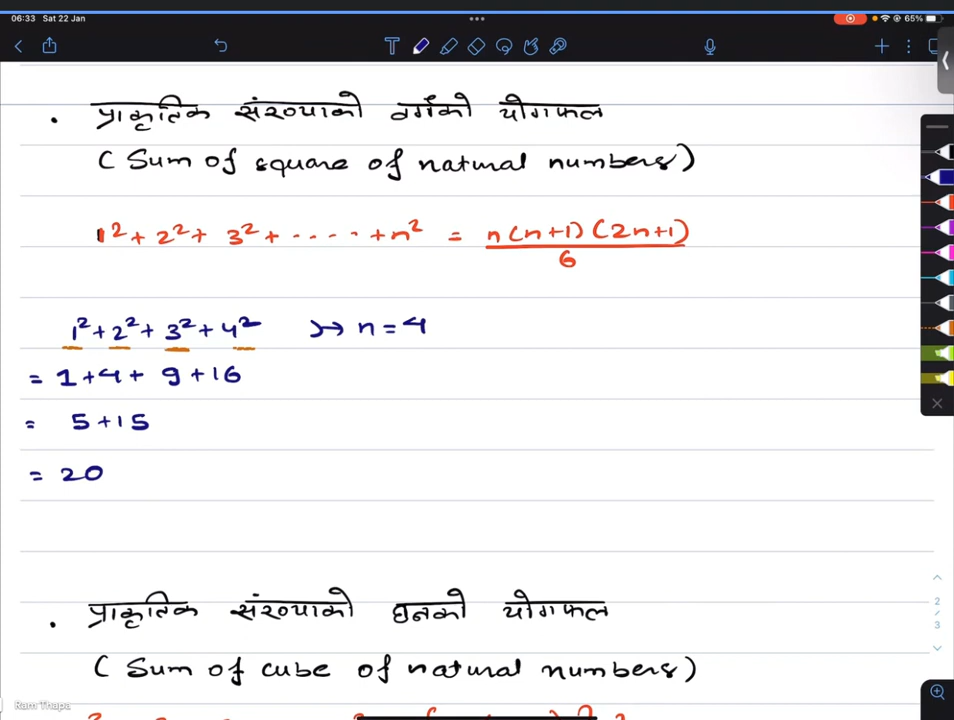 06:33 Sat 22 Jan
65%
. प्राकृतिक संख्याको वर्गको योगफल
( Sum of square of natural numbers)
1² + 2² + 3² + ..... + n² = n(n+1)(2n+1)/6
1² + 2² + 3² + 4² ↣ n = 4
= 1 + 4 + 9 + 16
= 5 + 15
= 20
2/3
. प्राकृतिक संख्याको घनको योगफल
( Sum of cube of natural numbers)
Ram Thapa